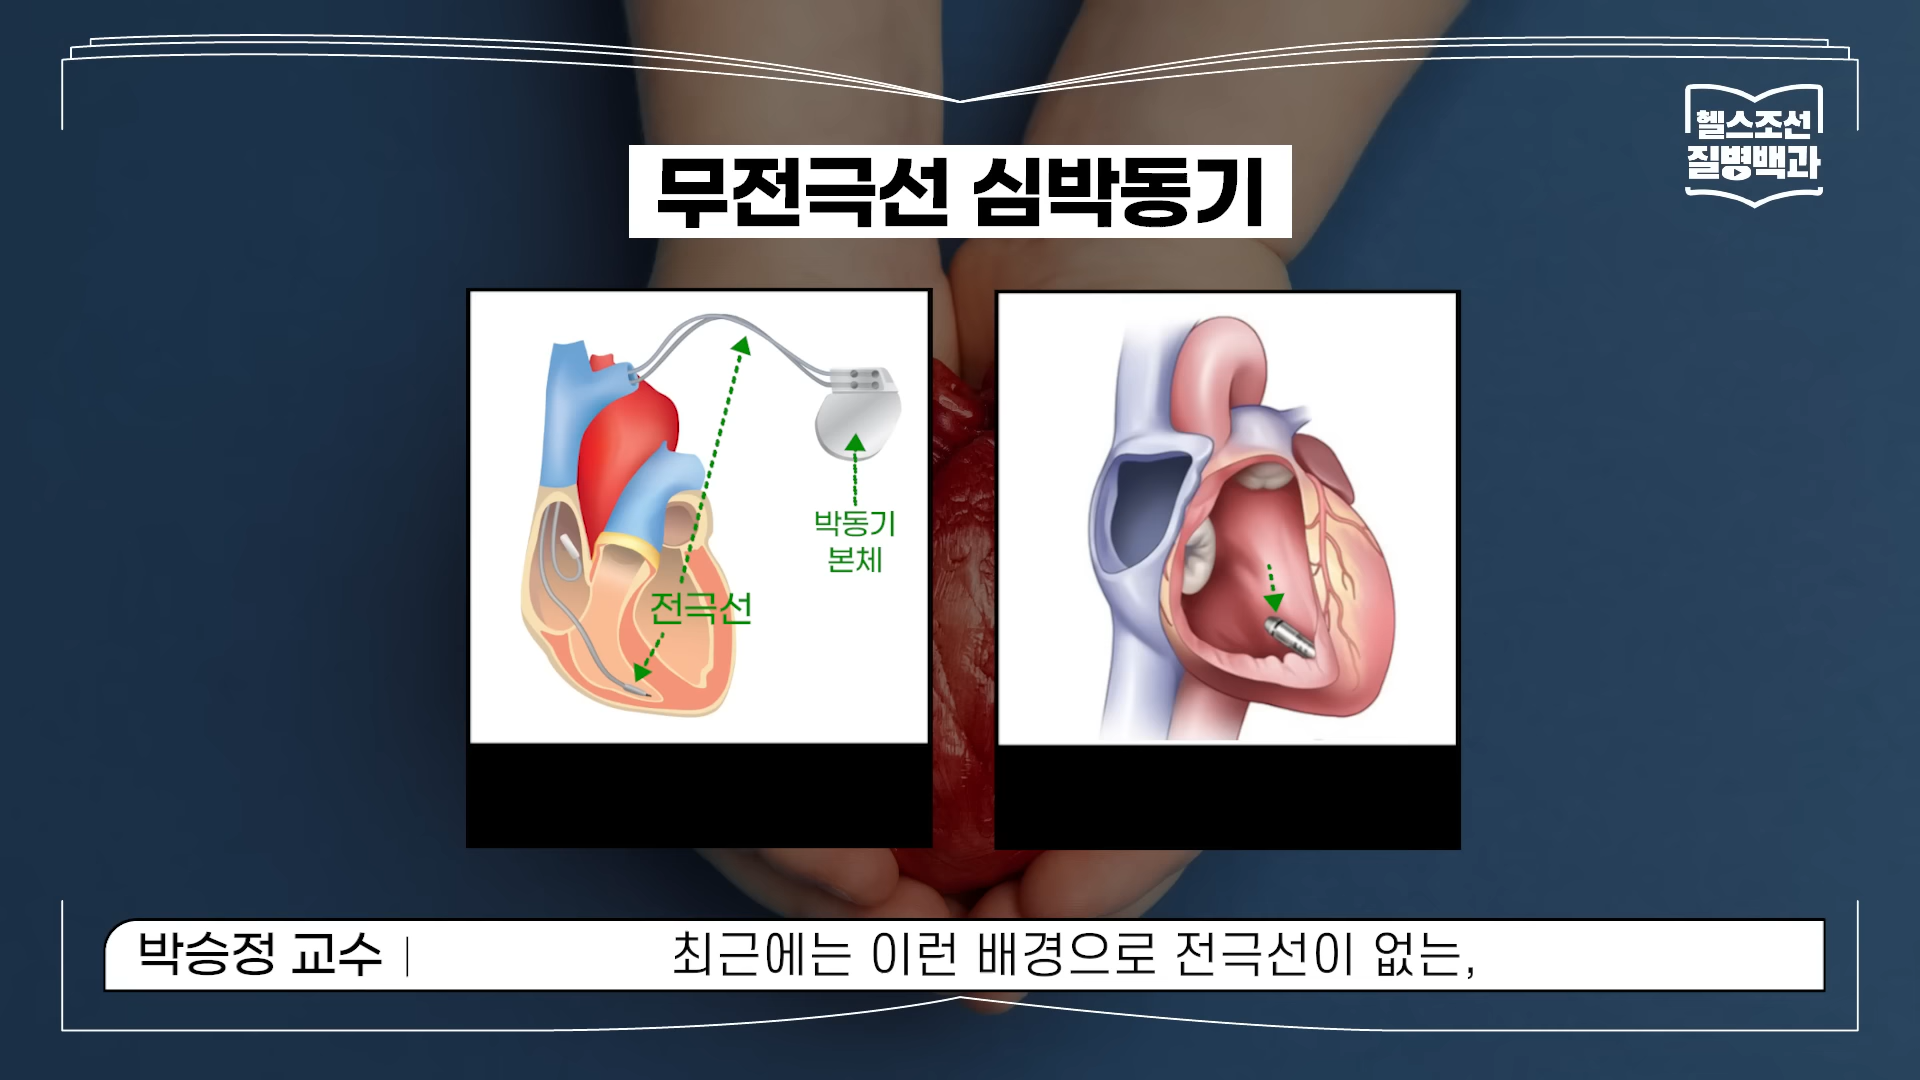 헬스조선
질병백과
무전극선 심박동기
박동기
본체
전극선
박승정 교수
최근에는 이런 배경으로 전극선이 없는,